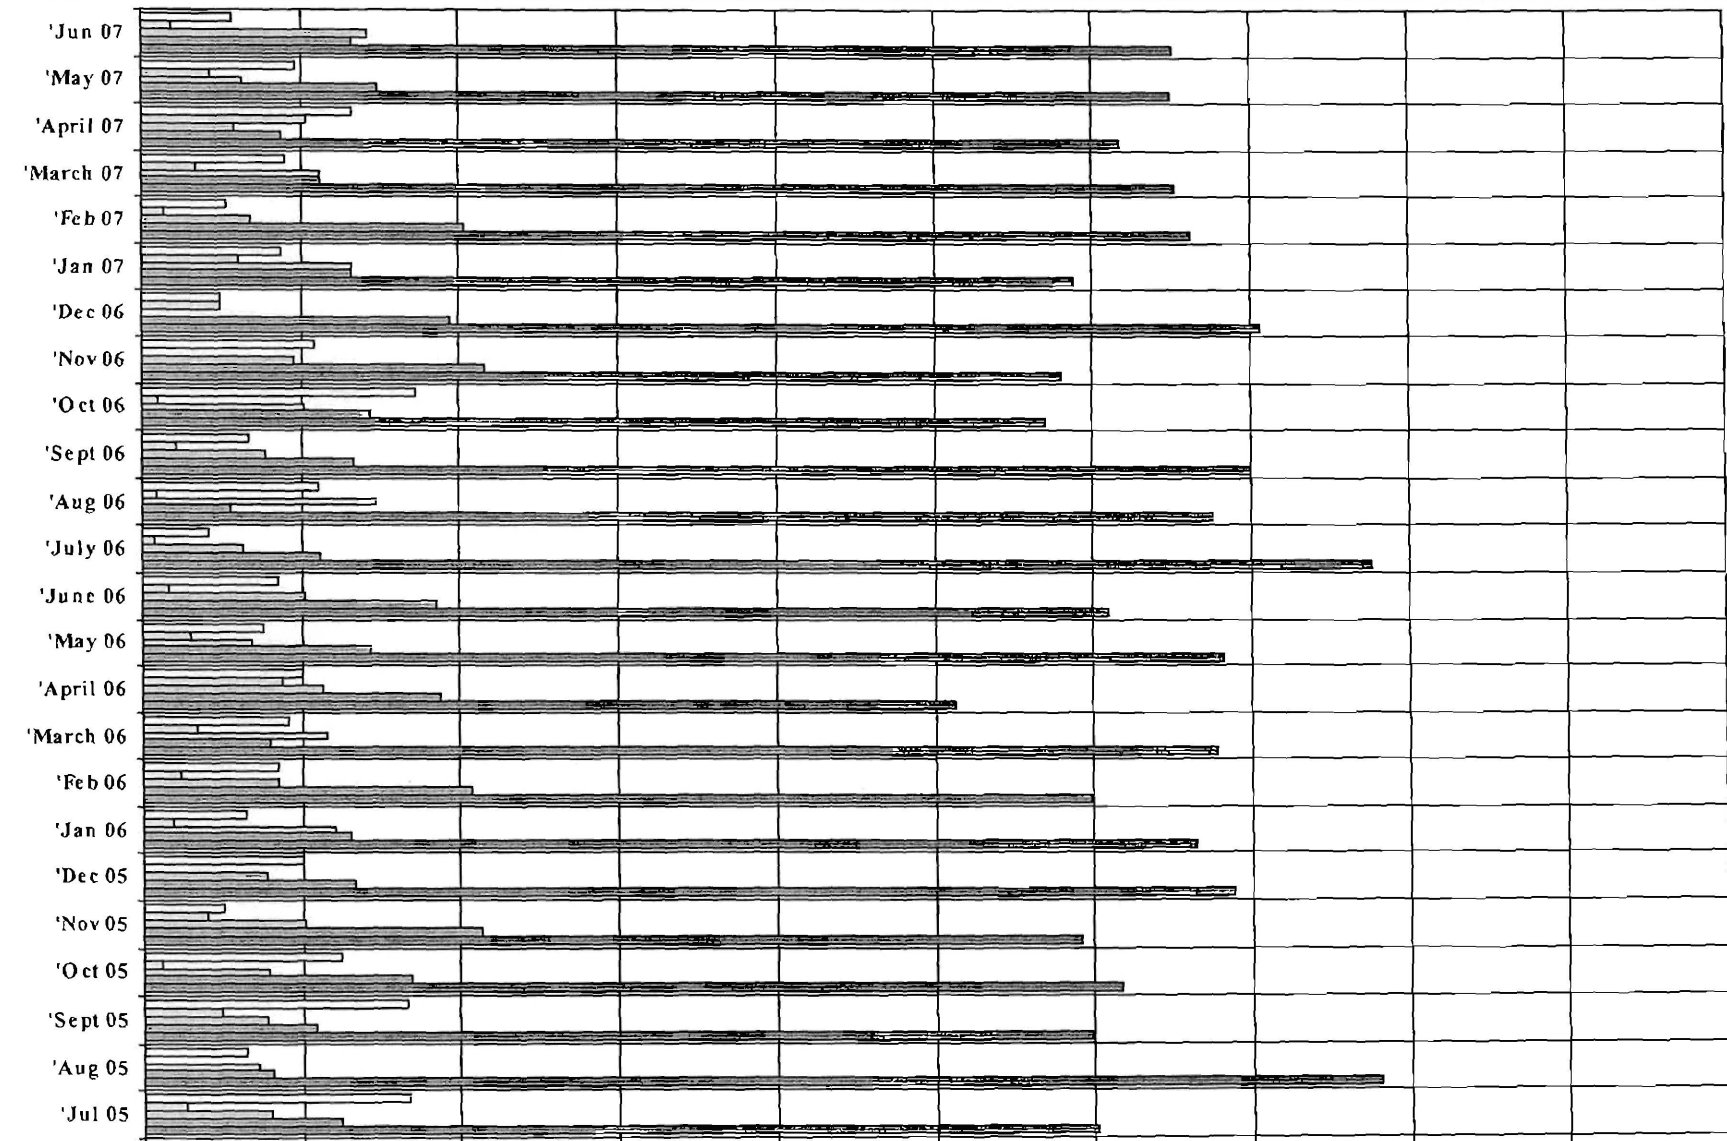 'Jun 07
'May 07
'April 07
'March 07
'Feb 07
'Jan 07
'Dec 06
'Nov 06
'Oct 06
'Sept 06
'Aug 06
'July 06
'June 06
'May 06
'April 06
'March 06
'Feb 06
'Jan 06
'Dec 05
'Nov 05
'Oct 05
'Sept 05
'Aug 05
'Jul 05